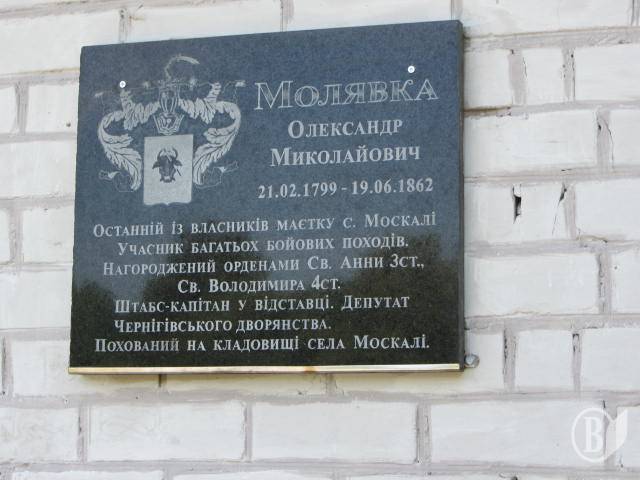 МОЛЯВКА
ОЛЕКСАНДР
МИКОЛАЙОВИЧ
21.02.1799 - 19.06.1862
ОСТАННІЙ ІЗ ВЛАСНИКІВ МАЄТКУ С. МОСКАЛІ
УЧАСНИК БАГАТЬОХ БОЙОВИХ ПОХОДІВ.
НАГОРОДЖЕНИЙ ОРДЕНАМИ СВ. АННИ 3СТ.,
СВ. ВОЛОДИМИРА 4СТ.
ШТАБС-КАПІТАН У ВІДСТАВЦІ. ДЕПУТАТ
ЧЕРНІГІВСЬКОГО ДВОРЯНСТВА.
ПОХОВАНИЙ НА КЛАДОВИЩІ СЕЛА МОСКАЛІ.
В